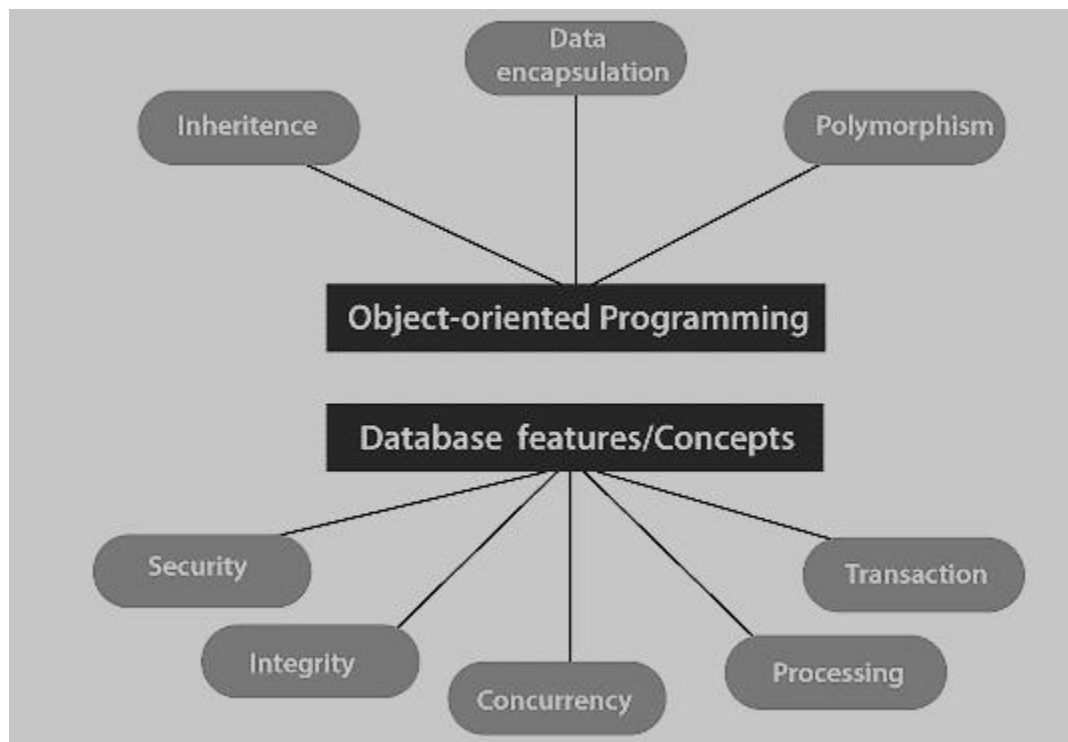 Data
encapsulation
Inheritence
Polymorphism
Object-oriented Programming
Database features/Concepts
Security
Transaction
Integrity
Processing
Concurrency